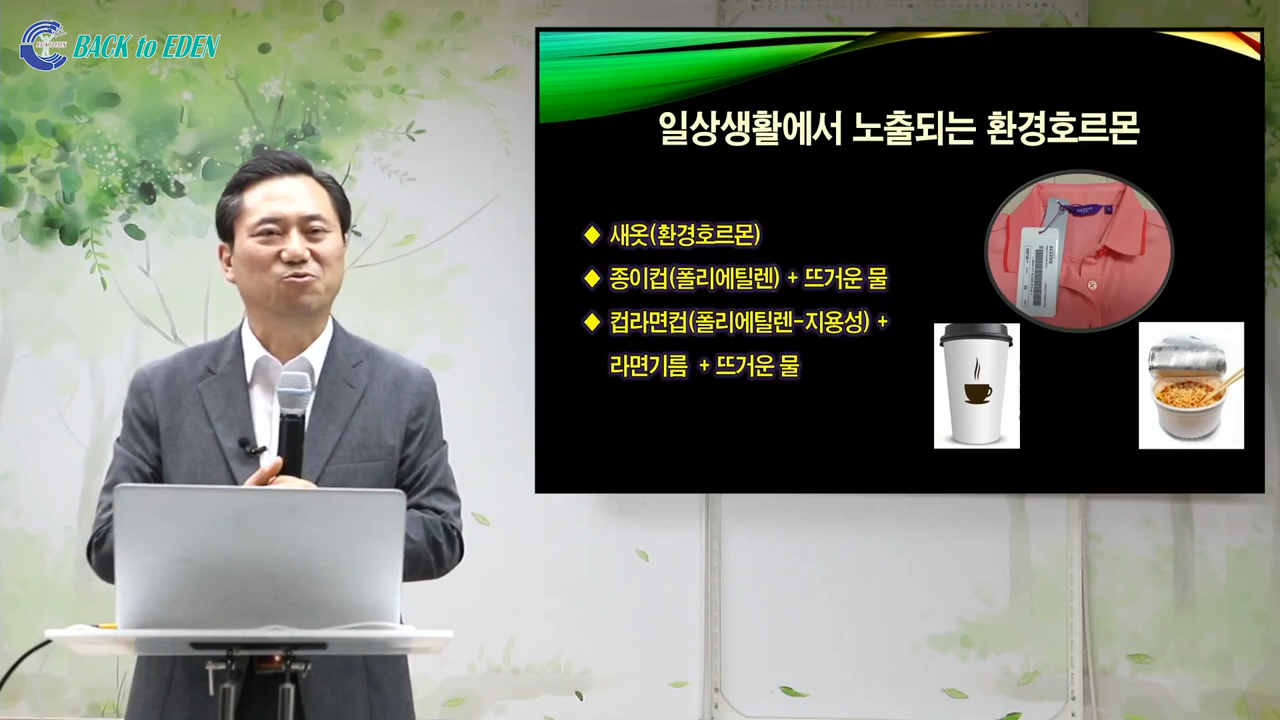 BACK to EDEN
일상생활에서 노출되는 환경호르몬
◆ 새옷(환경호르몬)
◆ 종이컵(폴리에틸렌) + 뜨거운 물
◆ 컵라면컵(폴리에틸렌-지용성) +
라면기름 + 뜨거운 물